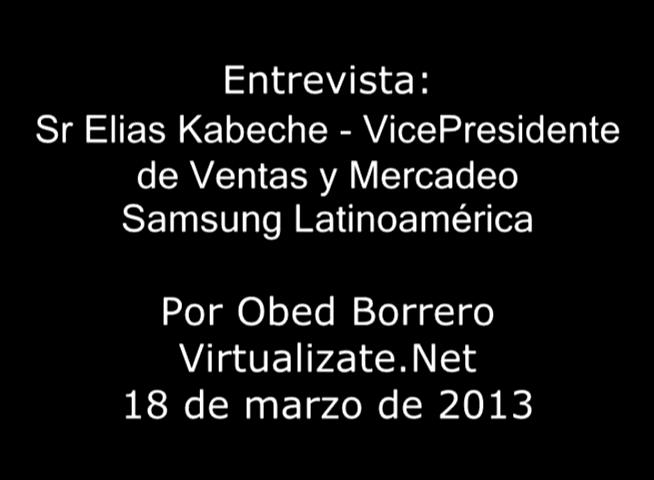 Entrevista:
Sr Elias Kabeche - VicePresidente
de Ventas y Mercadeo
Samsung Latinoamérica
Por Obed Borrero
Virtualizate.Net
18 de marzo de 2013